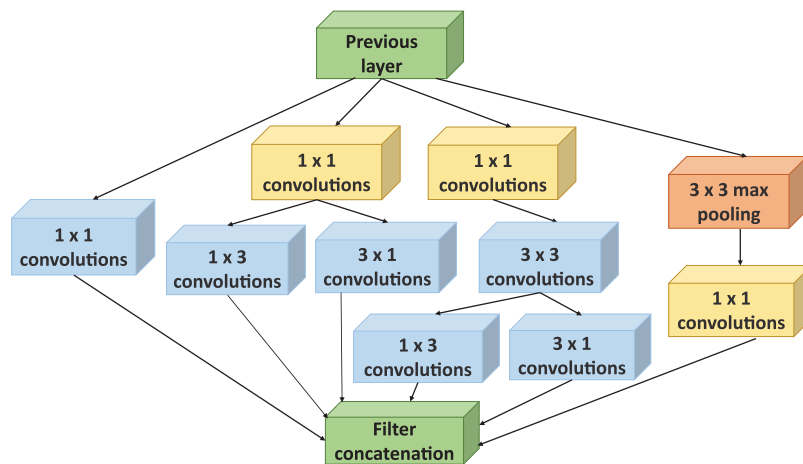 Previous
layer
1 x 1
convolutions
1 x 1
convolutions
3 x 3 max
pooling
1 x 1
convolutions
1 x 3
convolutions
3 x 1
convolutions
3 x 3
convolutions
1 x 1
convolutions
1 x 3
convolutions
3 x 1
convolutions
Filter
concatenation